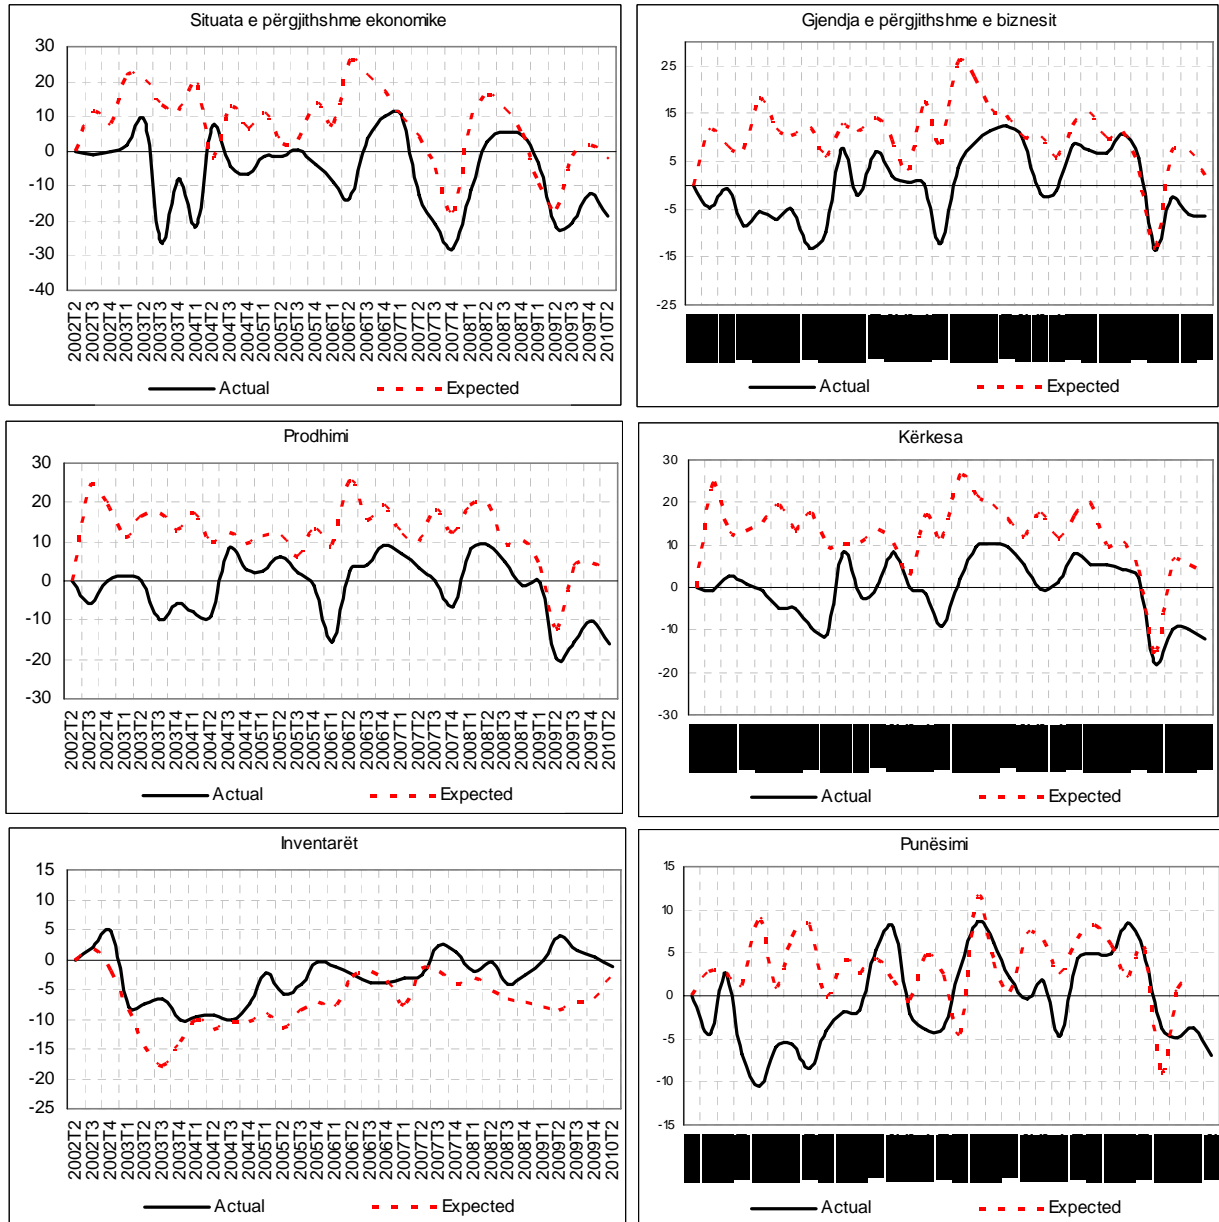 Situata e përgjithshme ekonomike
30
20
10
0
-10
-20
-30
-40
2002T2
2002T3
2002T4
2003T1
2003T2
2003T3
2003T4
2004T1
2004T2
2004T3
2004T4
2005T1
2005T2
2005T3
2005T4
2006T1
2006T2
2006T3
2006T4
2007T1
2007T2
2007T3
2007T4
2008T1
2008T2
2008T3
2008T4
2009T1
2009T2
2009T3
2009T4
2010T2
Actual Expected
Gjendja e përgjithshme e biznesit
25
15
5
-5
-15
-25
Actual Expected
Prodhimi
30
20
10
0
-10
-20
-30
2002T2
2002T3
2002T4
2003T1
2003T2
2003T3
2003T4
2004T1
2004T2
2004T3
2004T4
2005T1
2005T2
2005T3
2005T4
2006T1
2006T2
2006T3
2006T4
2007T1
2007T2
2007T3
2007T4
2008T1
2008T2
2008T3
2008T4
2009T1
2009T2
2009T3
2009T4
2010T2
Actual Expected
Kërkesa
30
20
10
0
-10
-20
-30
Actual Expected
Inventarët
15
10
5
0
-5
-10
-15
-20
-25
2002T2
2002T3
2002T4
2003T1
2003T2
2003T3
2003T4
2004T1
2004T2
2004T3
2004T4
2005T1
2005T2
2005T3
2005T4
2006T1
2006T2
2006T3
2006T4
2007T1
2007T2
2007T3
2007T4
2008T1
2008T2
2008T3
2008T4
2009T1
2009T2
2009T3
2009T4
2010T2
Actual Expected
Punësimi
15
10
5
0
-5
-10
-15
Actual Expected